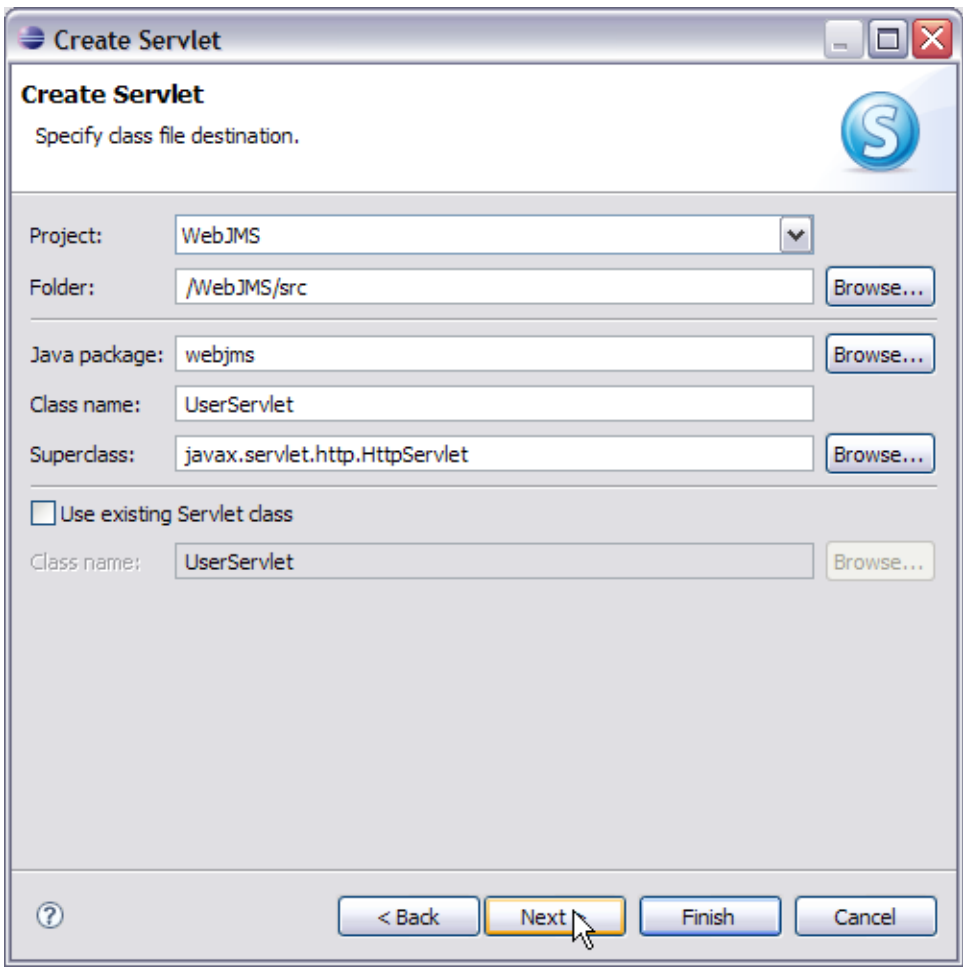 Create Servlet
Create Servlet
Specify class file destination.
S
Project: WebJMS
Folder: /WebJMS/src Browse...
Java package: webjms Browse...
Class name: UserServlet
Superclass: javax.servlet.http.HttpServlet Browse...
Use existing Servlet class
Class name: UserServlet Browse...
? < Back Next > Finish Cancel